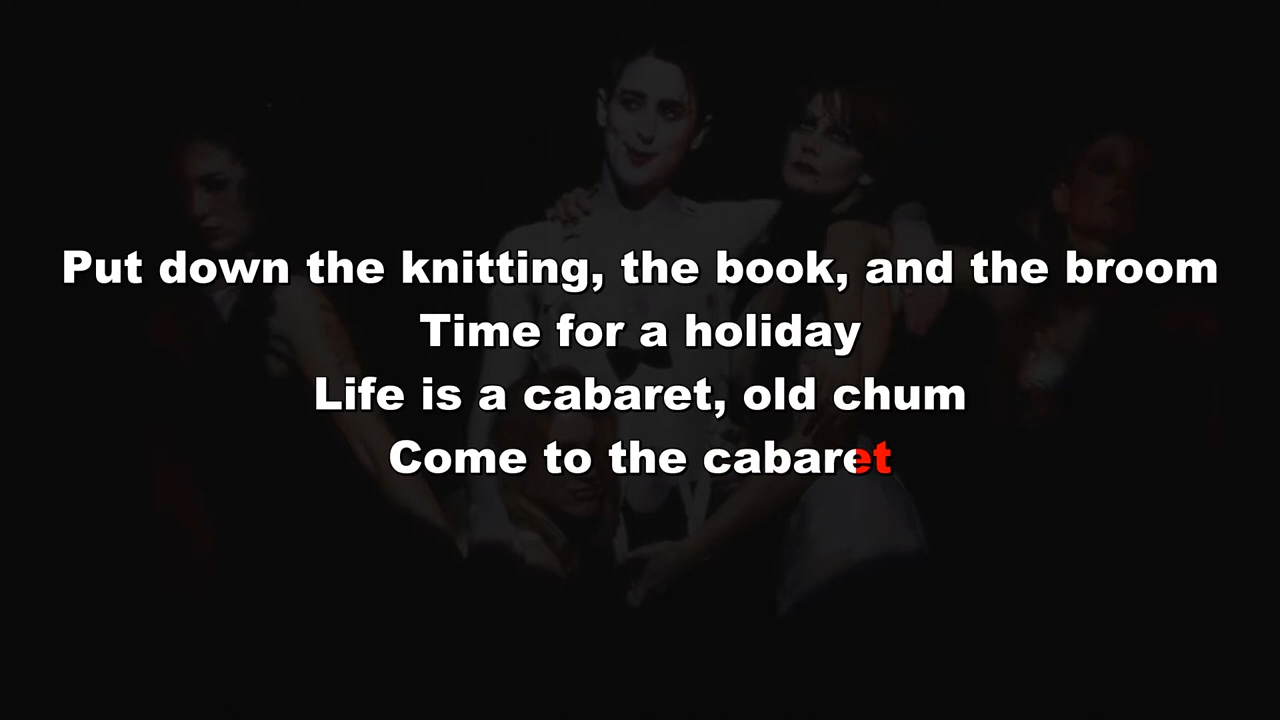 Put down the knitting, the book, and the broom
Time for a holiday
Life is a cabaret, old chum
Come to the cabaret